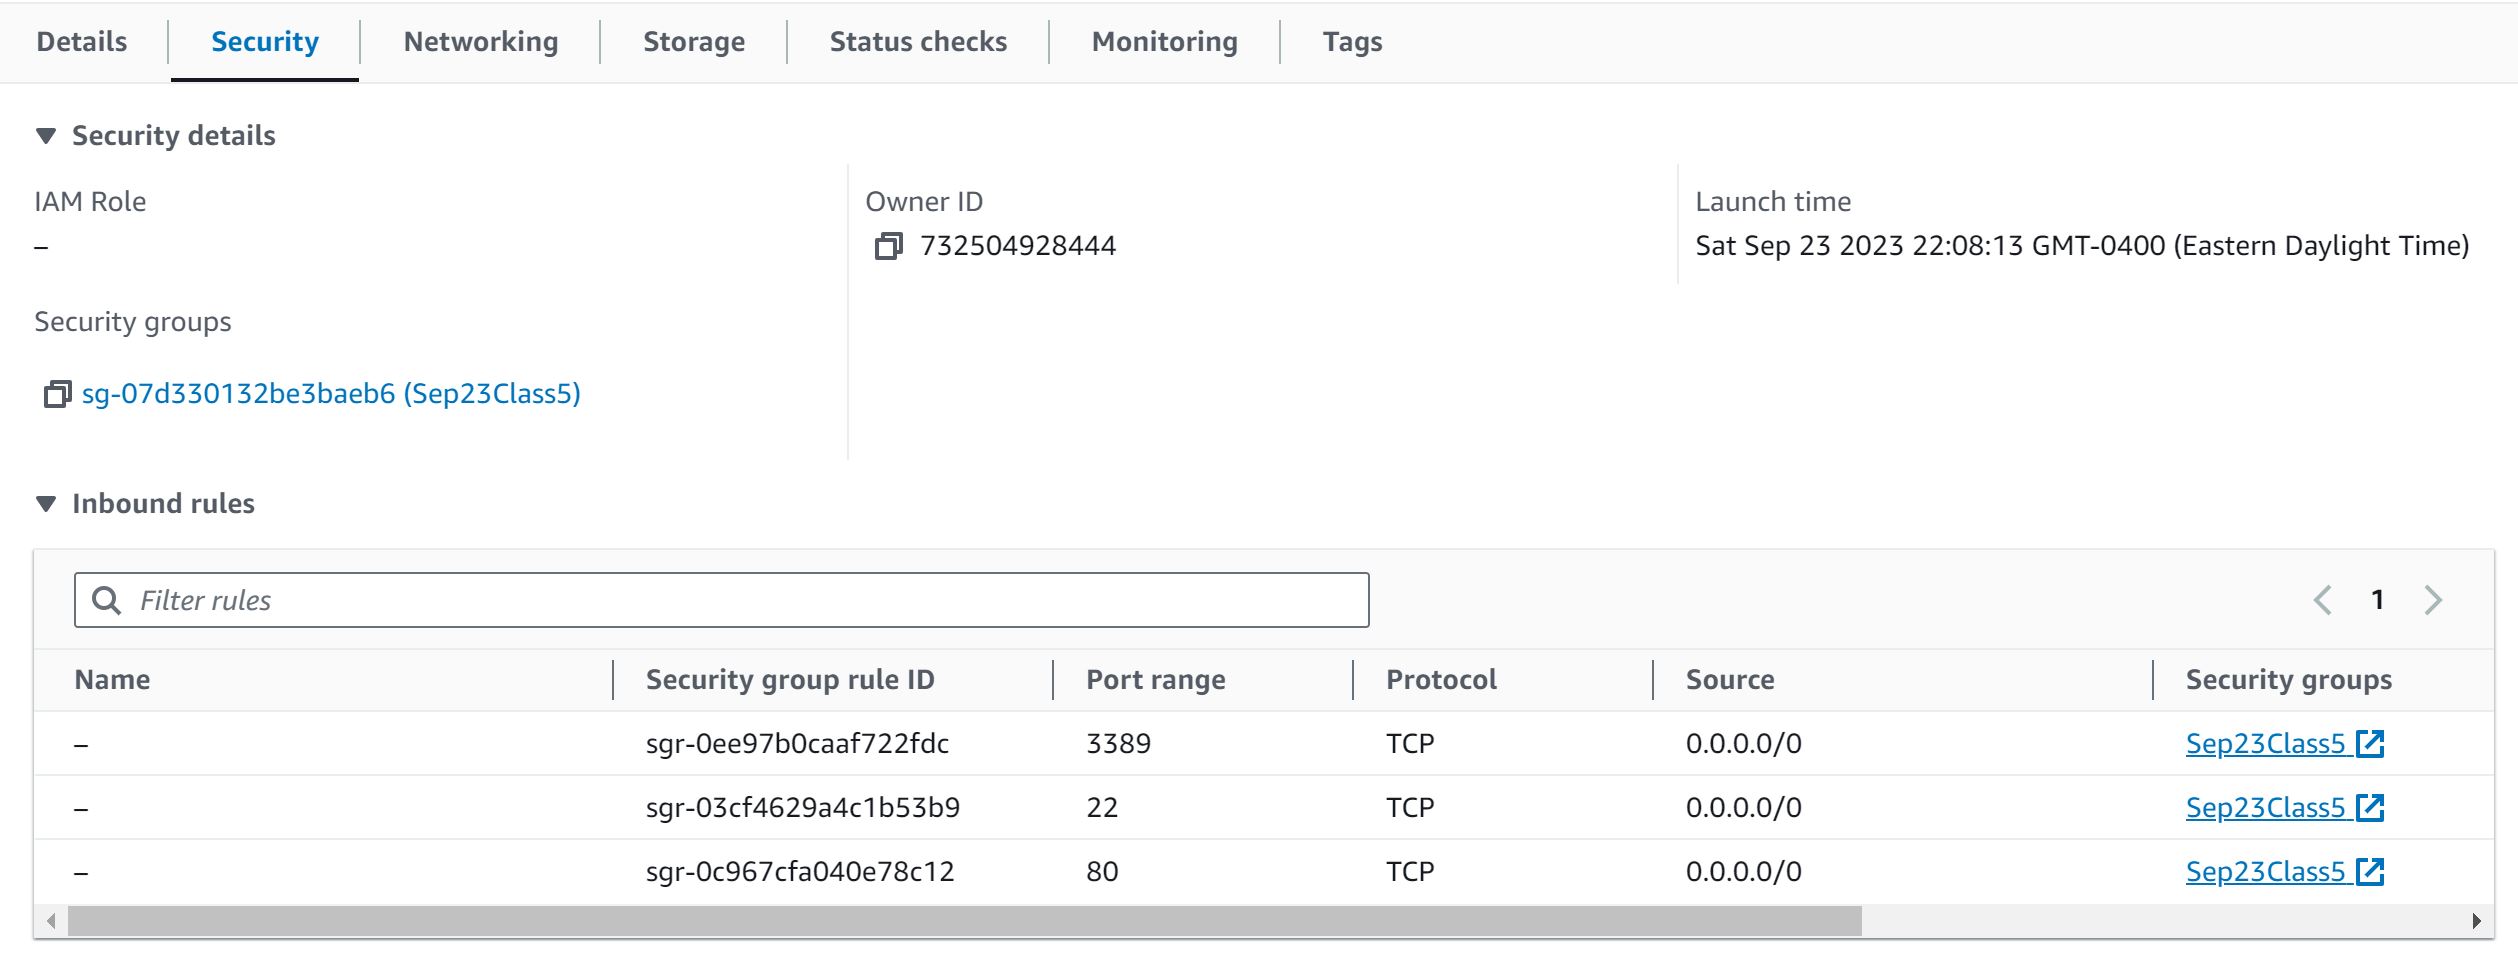 Details Security Networking Storage Status checks Monitoring Tags
Security details
IAM Role Owner ID Launch time
– 732504928444 Sat Sep 23 2023 22:08:13 GMT-0400 (Eastern Daylight Time)
Security groups
sg-07d330132be3baeb6 (Sep23Class5)
Inbound rules
Filter rules 1
Name Security group rule ID Port range Protocol Source Security groups
– sgr-0ee97b0caaf722fdc 3389 TCP 0.0.0.0/0 Sep23Class5
– sgr-03cf4629a4c1b53b9 22 TCP 0.0.0.0/0 Sep23Class5
– sgr-0c967cfa040e78c12 80 TCP 0.0.0.0/0 Sep23Class5